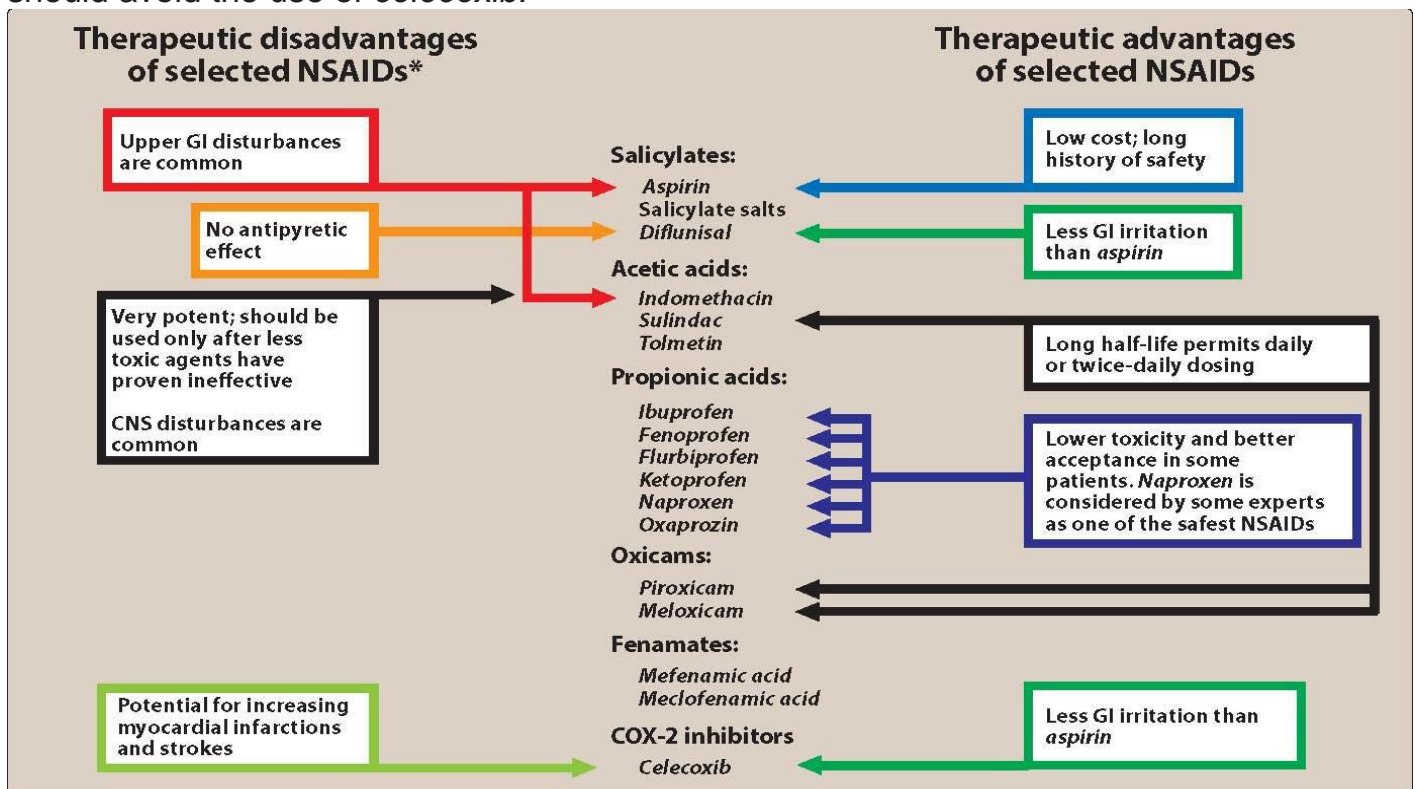 should avoid the use of celecoxib.
Therapeutic disadvantages
of selected NSAIDs*
Therapeutic advantages
of selected NSAIDs
Upper GI disturbances
are common
No antipyretic
effect
Very potent; should be
used only after less
toxic agents have
proven ineffective
CNS disturbances are
common
Potential for increasing
myocardial infarctions
and strokes
Salicylates:
Aspirin
Salicylate salts
Diflunisal
Acetic acids:
Indomethacin
Sulindac
Tolmetin
Propionic acids:
Ibuprofen
Fenoprofen
Flurbiprofen
Ketoprofen
Naproxen
Oxaprozin
Oxicams:
Piroxicam
Meloxicam
Fenamates:
Mefenamic acid
Meclofenamic acid
COX-2 inhibitors
Celecoxib
Low cost; long
history of safety
Less GI irritation
than aspirin
Long half-life permits daily
or twice-daily dosing
Lower toxicity and better
acceptance in some
patients. Naproxen is
considered by some experts
as one of the safest NSAIDs
Less GI irritation than
aspirin